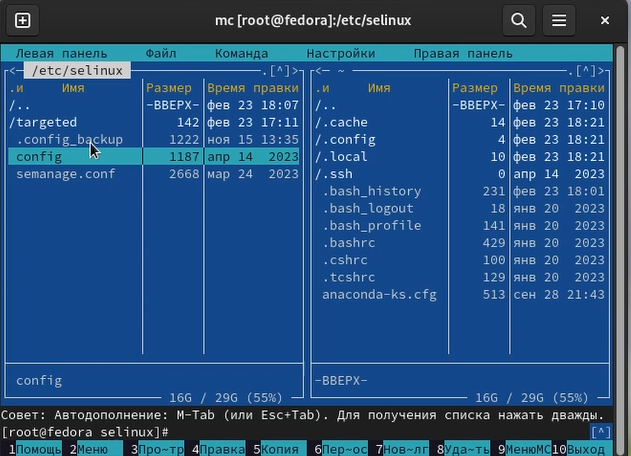 mc [root@fedora]:/etc/selinux
Левая панель Файл Команда Настройки Правая панель
<— /etc/selinux .[^]> <— ~ .[^]>
.и Имя Размер Время правки .и Имя Размер Время правки
/.. -ВВЕРХ- фев 23 18:07 /.. -ВВЕРХ- фев 23 17:10
/targeted 142 фев 23 17:11 /.cache 14 фев 23 18:21
.config_backup 1222 ноя 15 13:35 /.config 4 фев 23 18:21
config 1187 апр 14 2023 /.local 10 фев 23 18:21
semanage.conf 2668 мар 24 2023 /.ssh 0 апр 14 2023
.bash_history 231 фев 23 18:01
.bash_logout 18 янв 20 2023
.bash_profile 141 янв 20 2023
.bashrc 429 янв 20 2023
.cshrc 100 янв 20 2023
.tcshrc 129 янв 20 2023
anaconda-ks.cfg 513 сен 28 21:43
config -ВВЕРХ-
16G / 29G (55%) 16G / 29G (55%)
Совет: Автодополнение: M-Tab (или Esc+Tab). Для получения списка нажать дважды.
[root@fedora selinux]# [^]
1Помощь 2Меню 3Про~тр 4Правка 5Копия 6Пер~ос 7Нов~лг 8Уда~ть 9МенюMC 10Выход